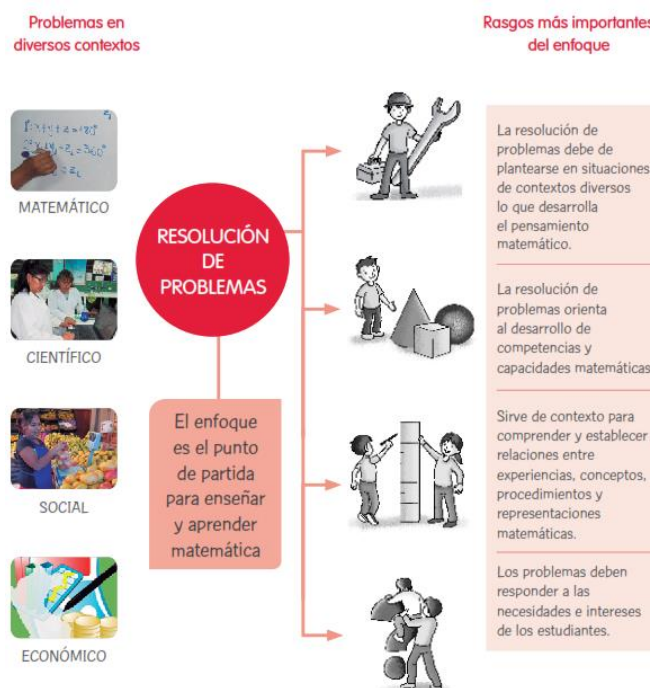 Problemas en
diversos contextos
MATEMÁTICO
CIENTÍFICO
SOCIAL
ECONÓMICO
RESOLUCIÓN
DE
PROBLEMAS
El enfoque
es el punto
de partida
para enseñar
y aprender
matemática
Rasgos más importantes
del enfoque
La resolución de
problemas debe de
plantearse en situaciones
de contextos diversos
lo que desarrolla
el pensamiento
matemático.
La resolución de
problemas orienta
al desarrollo de
competencias y
capacidades matemáticas
Sirve de contexto para
comprender y establecer
relaciones entre
experiencias, conceptos,
procedimientos y
representaciones
matemáticas.
Los problemas deben
responder a las
necesidades e intereses
de los estudiantes.